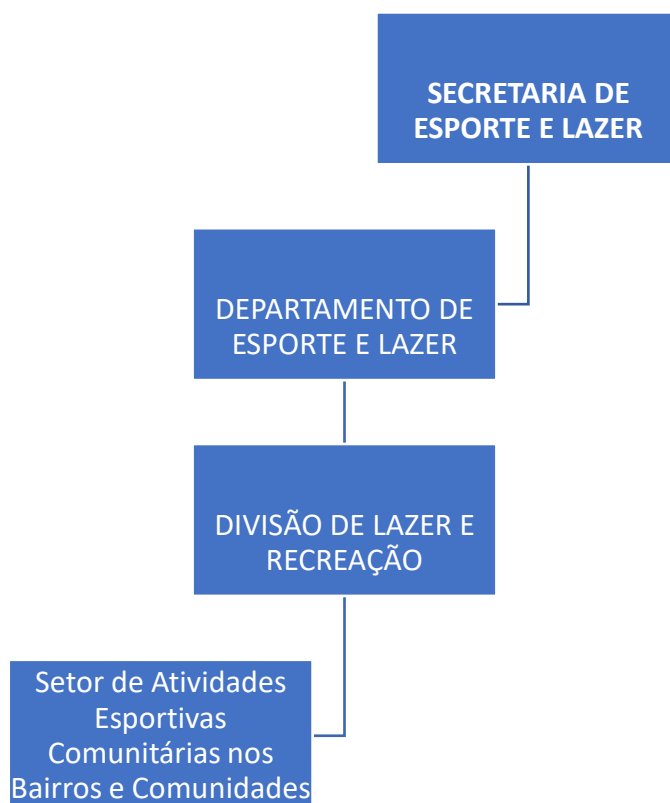 SECRETARIA DE
ESPORTE E LAZER
DEPARTAMENTO DE
ESPORTE E LAZER
DIVISÃO DE LAZER E
RECREAÇÃO
Setor de Atividades
Esportivas
Comunitárias nos
Bairros e Comunidades